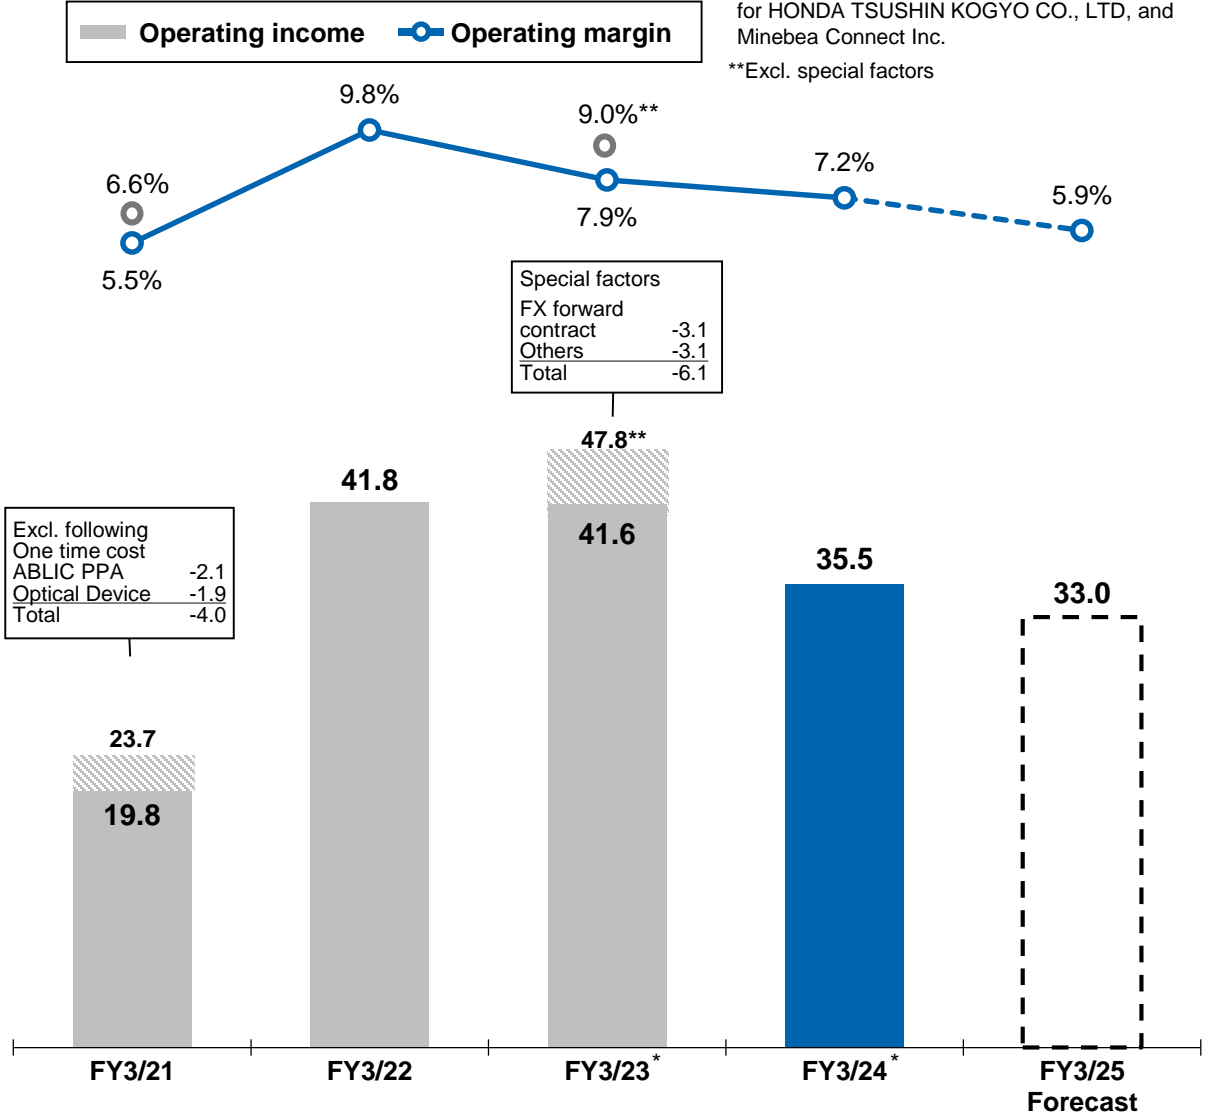 for HONDA TSUSHIN KOGYO CO., LTD, and
Minebea Connect Inc.
**Excl. special factors
Operating income
Operating margin
9.8%
9.0%**
7.2%
6.6%
5.9%
7.9%
5.5%
Special factors
FX forward
contract -3.1
Others -3.1
Total -6.1
47.8**
41.8
41.6
Excl. following
One time cost
ABLIC PPA -2.1
Optical Device -1.9
Total -4.0
35.5
33.0
23.7
19.8
FY3/21
FY3/22
FY3/23*
FY3/24*
FY3/25
Forecast